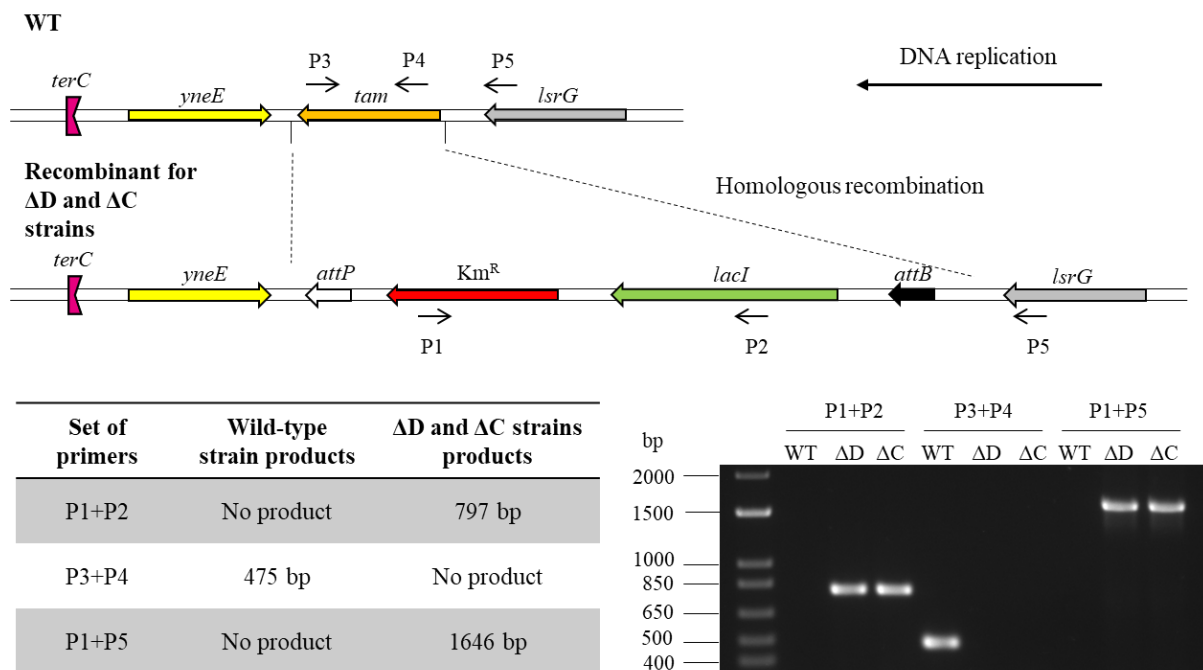 WT
terC
yneE
P3
P4
tam
P5
lsrG
DNA replication
Recombinant for
ΔD and ΔC
strains
Homologous recombination
terC
yneE
attP
Kmᴿ
lacI
attB
lsrG
P1
P2
P5
Set of
primers
Wild-type
strain products
ΔD and ΔC strains
products
P1+P2
No product
797 bp
P3+P4
475 bp
No product
P1+P5
No product
1646 bp
P1+P2 P3+P4 P1+P5
bp
WT ΔD ΔC WT ΔD ΔC WT ΔD ΔC
2000
1500
1000
850
650
500
400